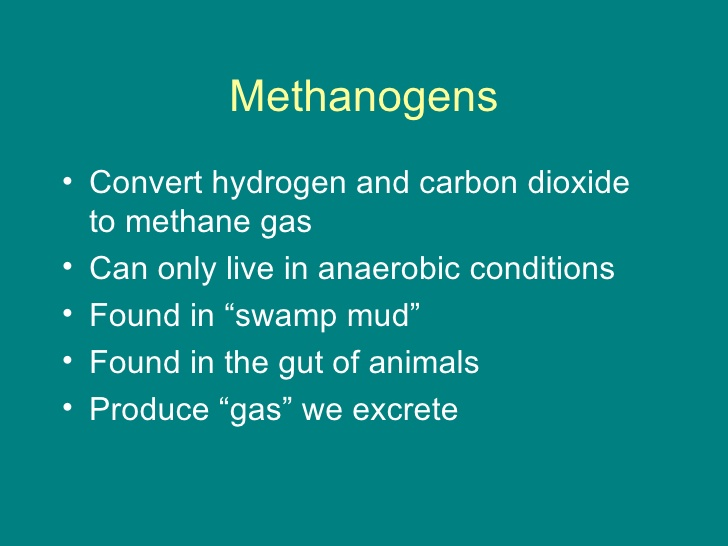 Methanogens
• Convert hydrogen and carbon dioxide
to methane gas
• Can only live in anaerobic conditions
• Found in “swamp mud”
• Found in the gut of animals
• Produce “gas” we excrete